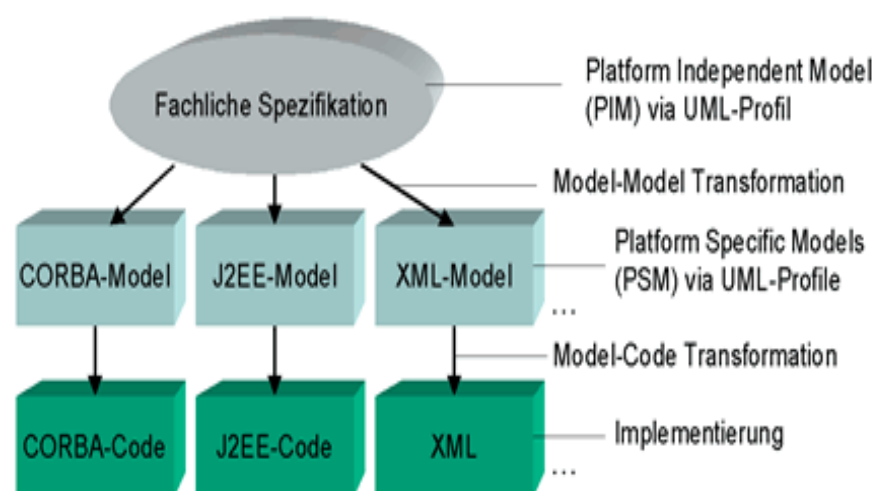 Fachliche Spezifikation
Platform Independent Model
(PIM) via UML-Profil
Model-Model Transformation
CORBA-Model
J2EE-Model
XML-Model
...
Platform Specific Models
(PSM) via UML-Profile
Model-Code Transformation
CORBA-Code
J2EE-Code
XML
...
Implementierung